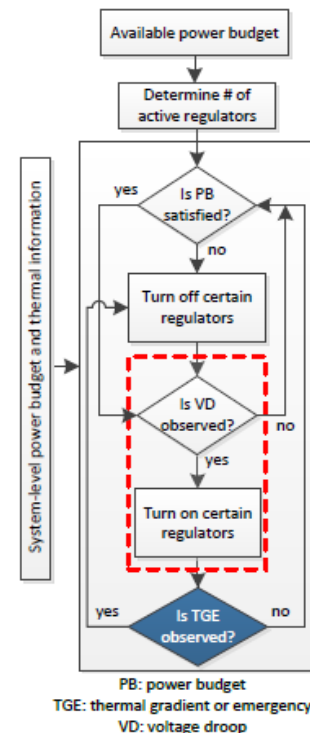 Available power budget
Determine # of
active regulators
System-level power budget and thermal information
yes
Is PB
satisfied?
no
Turn off certain
regulators
Is VD
observed?
no
yes
Turn on certain
regulators
yes
Is TGE
observed?
no
PB: power budget
TGE: thermal gradient or emergency
VD: voltage droop